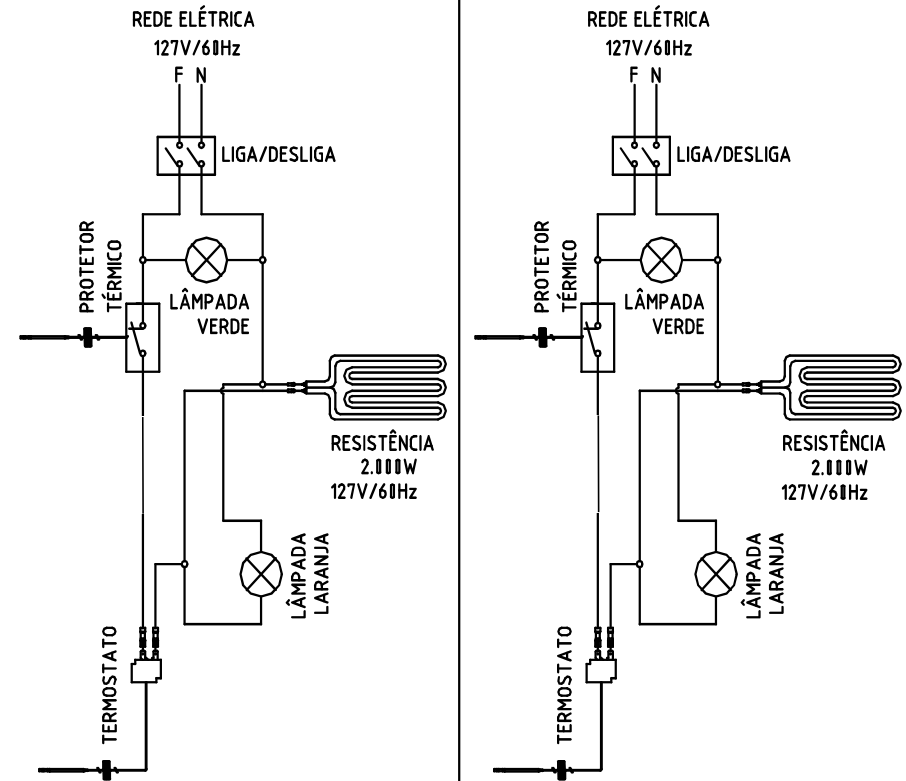 REDE ELÉTRICA
127V/60Hz
F N
LIGA/DESLIGA
PROTETOR
TÉRMICO
LÂMPADA
VERDE
RESISTÊNCIA
2.000W
127V/60Hz
LÂMPADA
LARANJA
TERMOSTATO
REDE ELÉTRICA
127V/60Hz
F N
LIGA/DESLIGA
PROTETOR
TÉRMICO
LÂMPADA
VERDE
RESISTÊNCIA
2.000W
127V/60Hz
LÂMPADA
LARANJA
TERMOSTATO